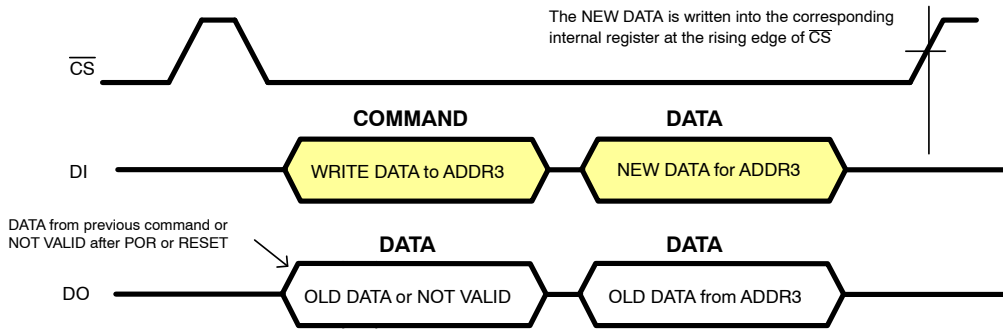 The NEW DATA is written into the corresponding
internal register at the rising edge of C̅S̅
C̅S̅
COMMAND
DATA
DI
WRITE DATA to ADDR3
NEW DATA for ADDR3
DATA from previous command or
NOT VALID after POR or RESET
DATA
DATA
DO
OLD DATA or NOT VALID
OLD DATA from ADDR3